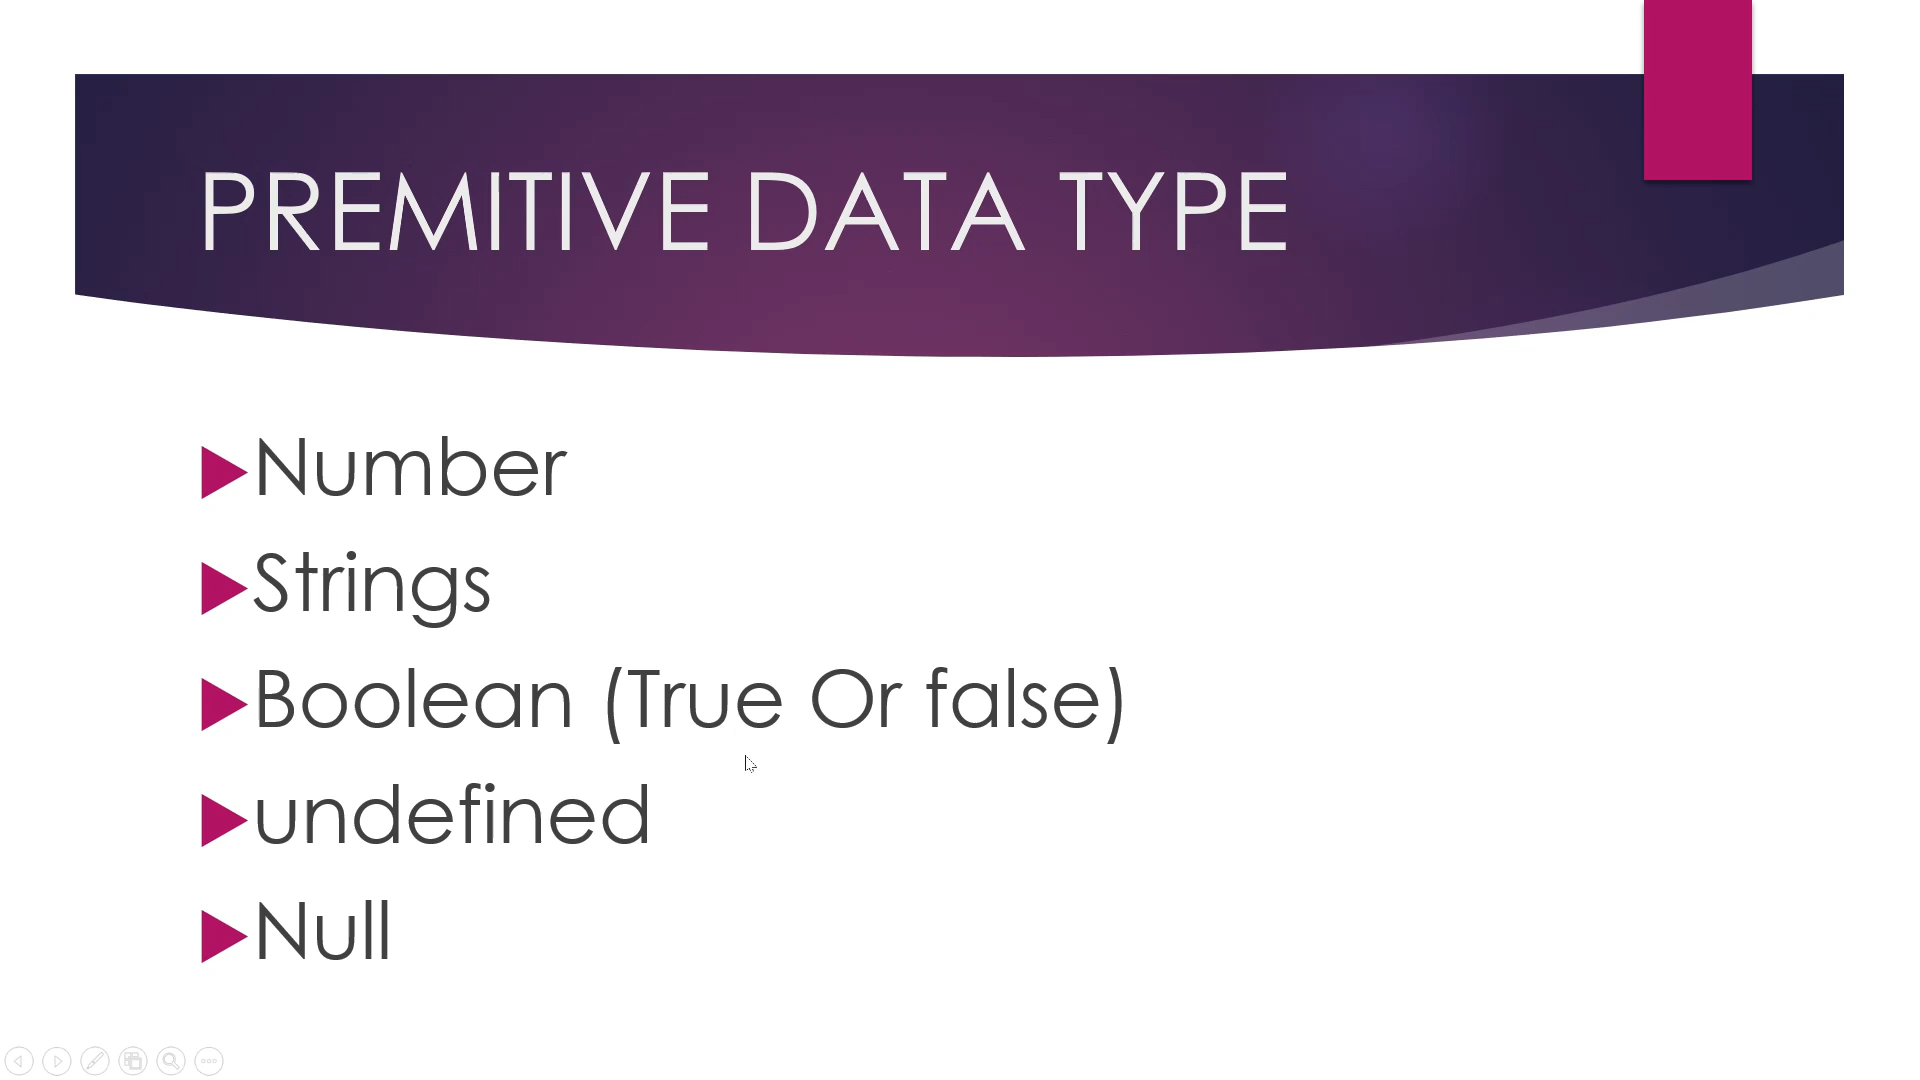 PREMITIVE DATA TYPE
Number
Strings
Boolean (True Or false)
undefined
Null